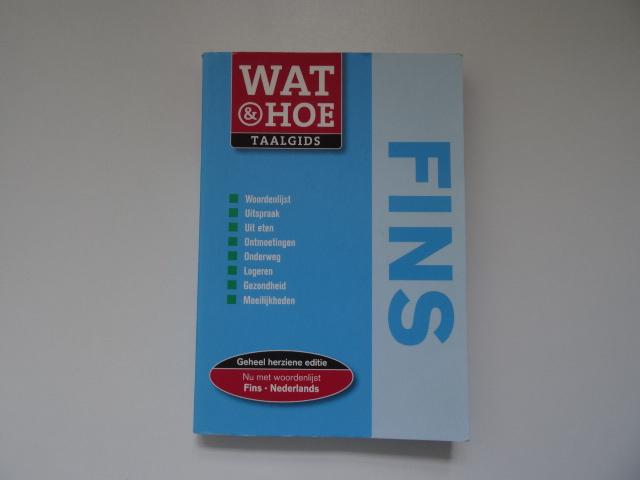 WAT
& HOE
TAALGIDS
Woordenlijst
Uitspraak
Uit eten
Ontmoetingen
Onderweg
Logeren
Gezondheid
Moeilijkheden
FINS
Geheel herziene editie
Nu met woordenlijst
Fins - Nederlands